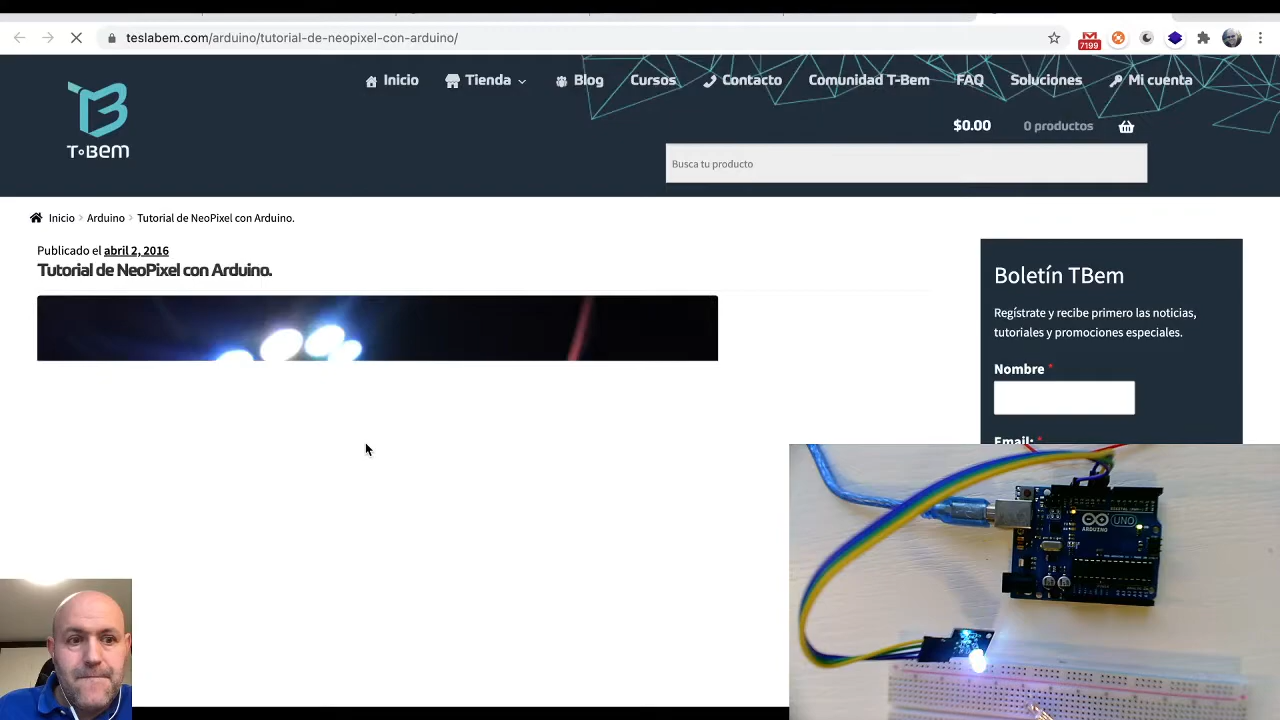 teslabem.com/arduino/tutorial-de-neopixel-con-arduino/
7199
T-Bem
Inicio
Tienda
Blog
Cursos
Contacto
Comunidad T-Bem
FAQ
Soluciones
Mi cuenta
$0.00
0 productos
Busca tu producto
Inicio > Arduino > Tutorial de NeoPixel con Arduino.
Publicado el abril 2, 2016
Tutorial de NeoPixel con Arduino.
Boletín TBem
Regístrate y recibe primero las noticias,
tutoriales y promociones especiales.
Nombre *
Email: *
UNO
ARDUINO